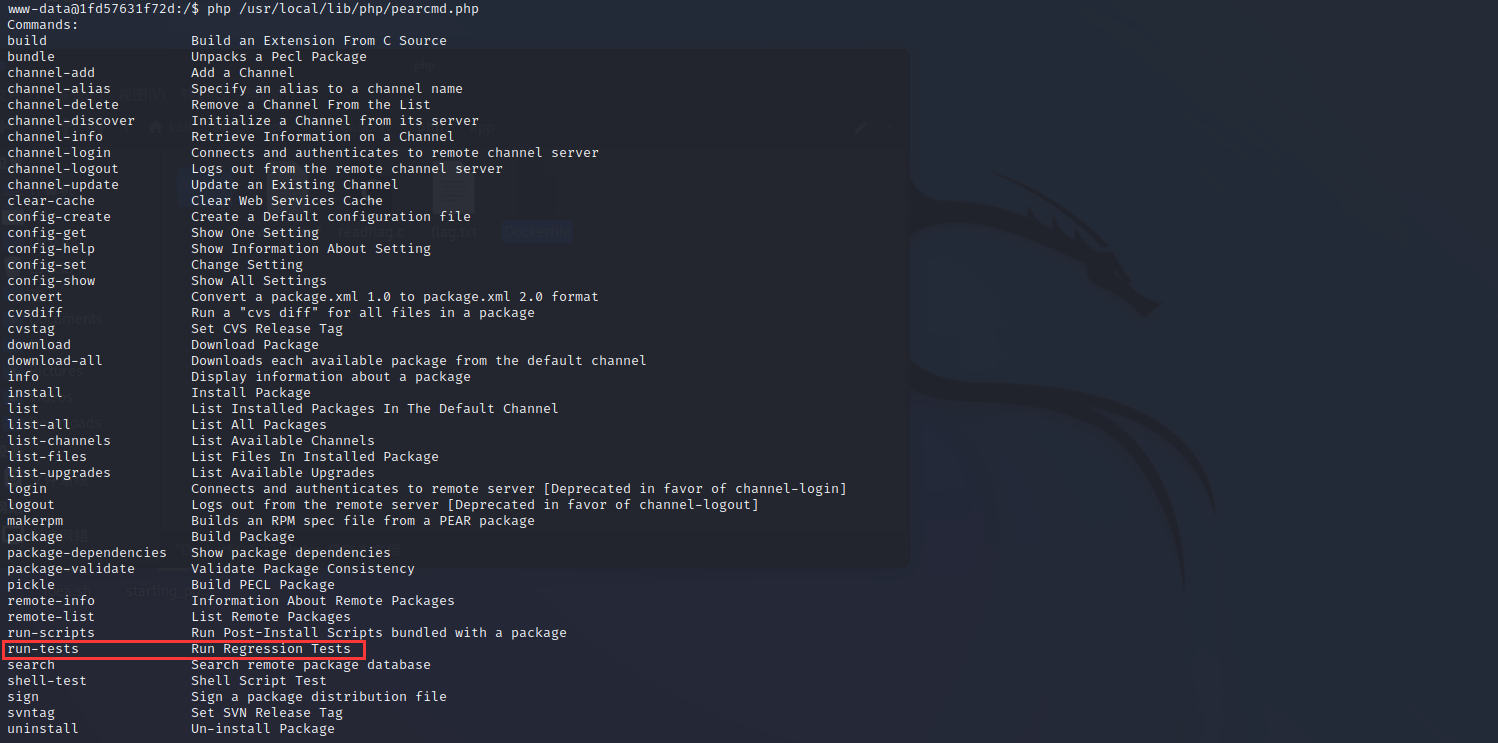 www-data@1fd57631f72d:/$ php /usr/local/lib/php/pearcmd.php
Commands:
build Build an Extension From C Source
bundle Unpacks a Pecl Package
channel-add Add a Channel
channel-alias Specify an alias to a channel name
channel-delete Remove a Channel From the List
channel-discover Initialize a Channel from its server
channel-info Retrieve Information on a Channel
channel-login Connects and authenticates to remote channel server
channel-logout Logs out from the remote channel server
channel-update Update an Existing Channel
clear-cache Clear Web Services Cache
config-create Create a Default configuration file
config-get Show One Setting
config-help Show Information About Setting
config-set Change Setting
config-show Show All Settings
convert Convert a package.xml 1.0 to package.xml 2.0 format
cvsdiff Run a "cvs diff" for all files in a package
cvstag Set CVS Release Tag
download Download Package
download-all Downloads each available package from the default channel
info Display information about a package
install Install Package
list List Installed Packages In The Default Channel
list-all List All Packages
list-channels List Available Channels
list-files List Files In Installed Package
list-upgrades List Available Upgrades
login Connects and authenticates to remote server [Deprecated in favor of channel-login]
logout Logs out from the remote server [Deprecated in favor of channel-logout]
makerpm Builds an RPM spec file from a PEAR package
package Build Package
package-dependencies Show package dependencies
package-validate Validate Package Consistency
pickle Build PECL Package
remote-info Information About Remote Packages
remote-list List Remote Packages
run-scripts Run Post-Install Scripts bundled with a package
run-tests Run Regression Tests
search Search remote package database
shell-test Shell Script Test
sign Sign a package distribution file
svntag Set SVN Release Tag
uninstall Un-install Package